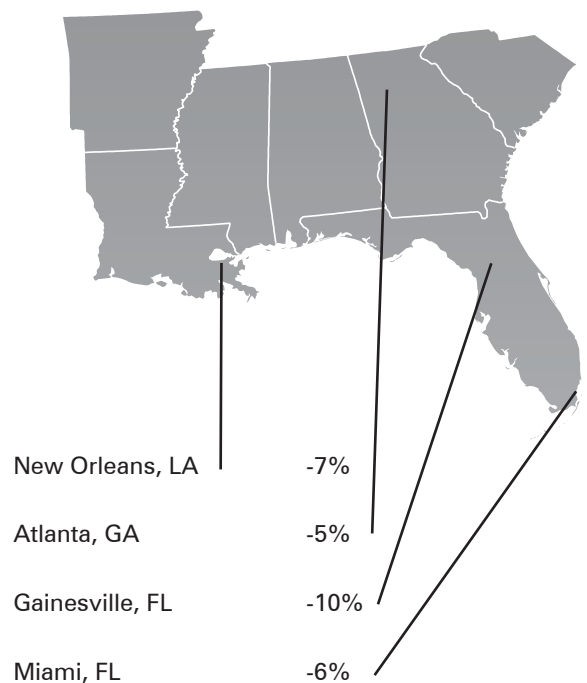 New Orleans, LA -7%
Atlanta, GA -5%
Gainesville, FL -10%
Miami, FL -6%